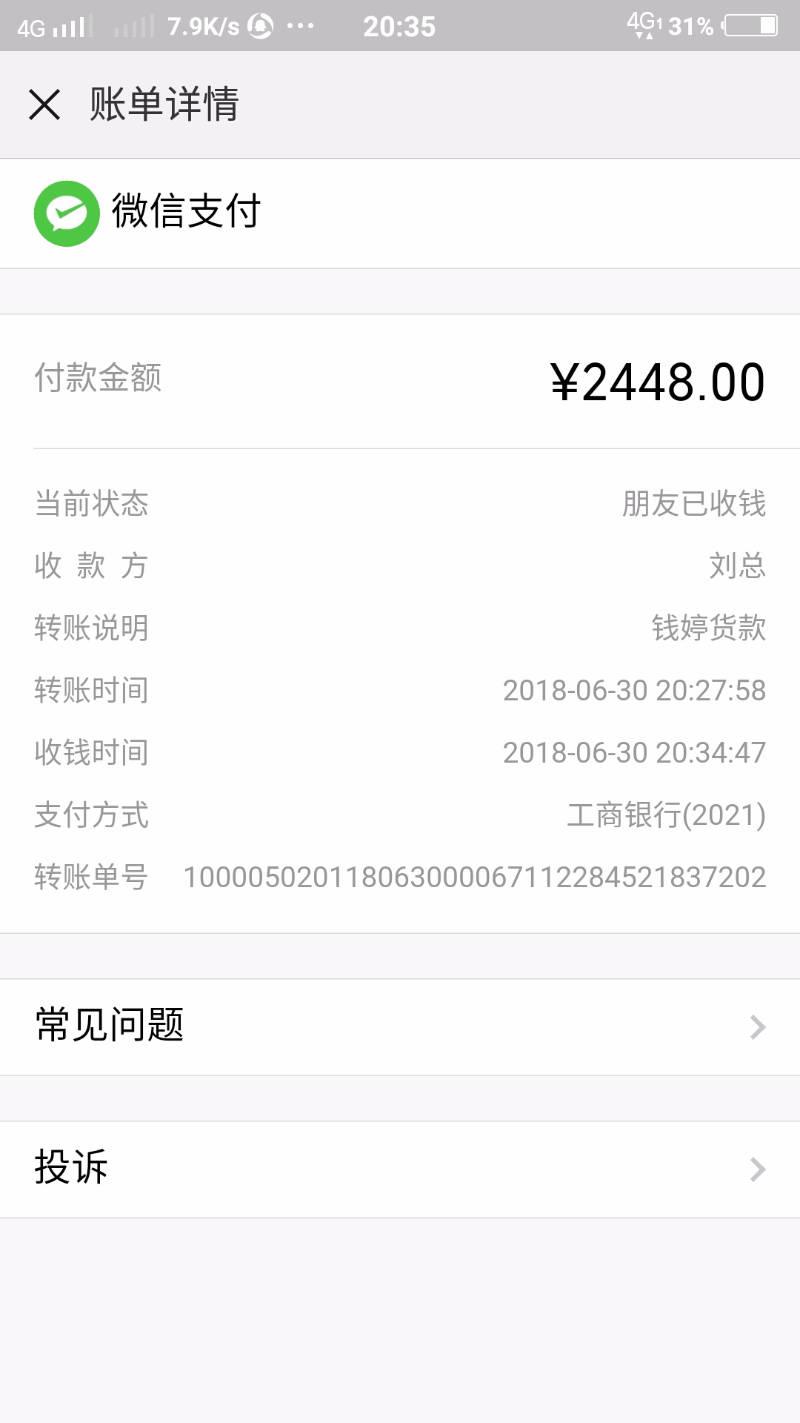 4G 7.9K/s 20:35 4G1 31%
账单详情
微信支付
付款金额 ¥2448.00
当前状态 朋友已收钱
收款方 刘总
转账说明 钱婷货款
转账时间 2018-06-30 20:27:58
收钱时间 2018-06-30 20:34:47
支付方式 工商银行(2021)
转账单号 100005020118063000067112284521837202
常见问题
投诉